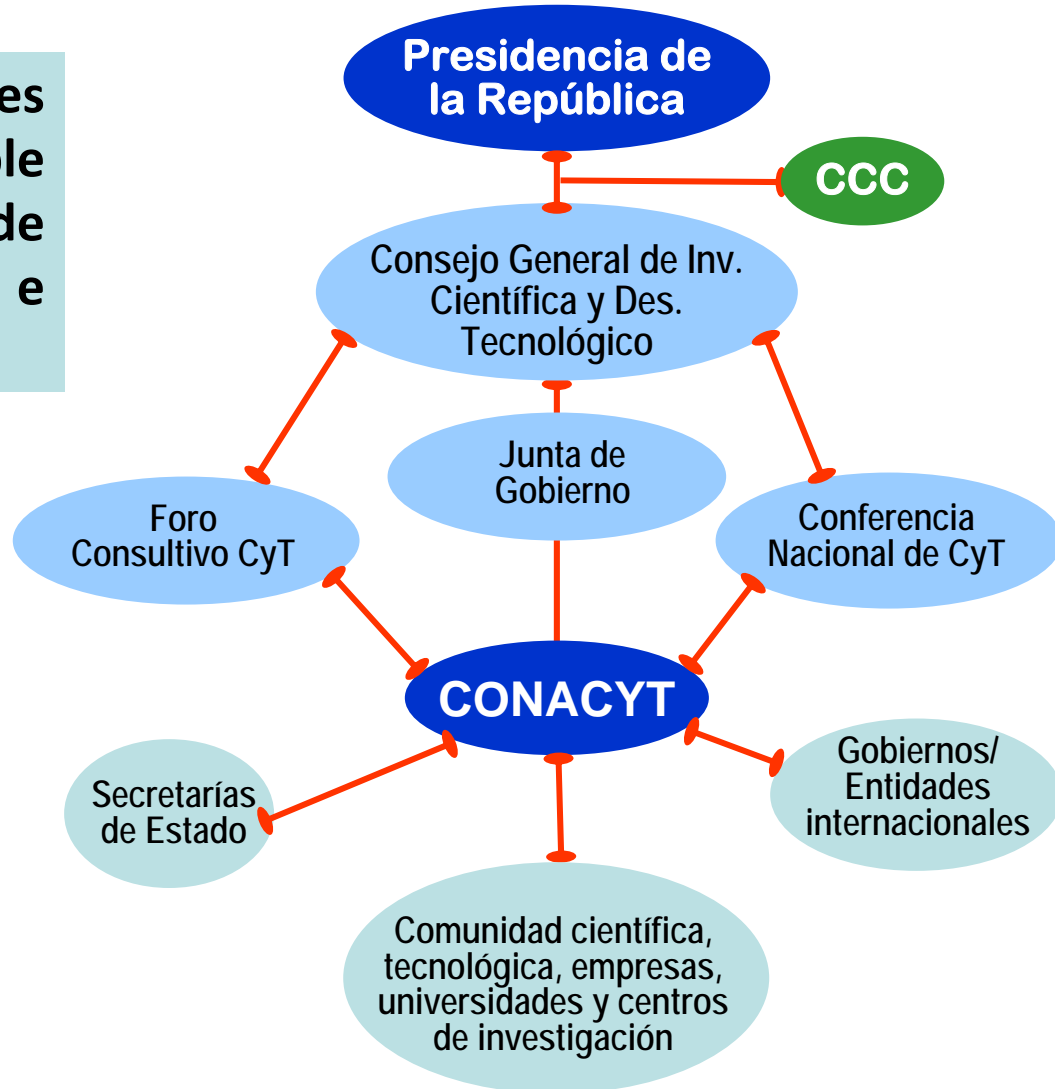 es
ble
de
e
Presidencia de
la República
CCC
Consejo General de Inv.
Científica y Des.
Tecnológico
Junta de
Gobierno
Foro
Consultivo CyT
Conferencia
Nacional de CyT
CONACYT
Secretarías
de Estado
Gobiernos/
Entidades
internacionales
Comunidad científica,
tecnológica, empresas,
universidades y centros
de investigación